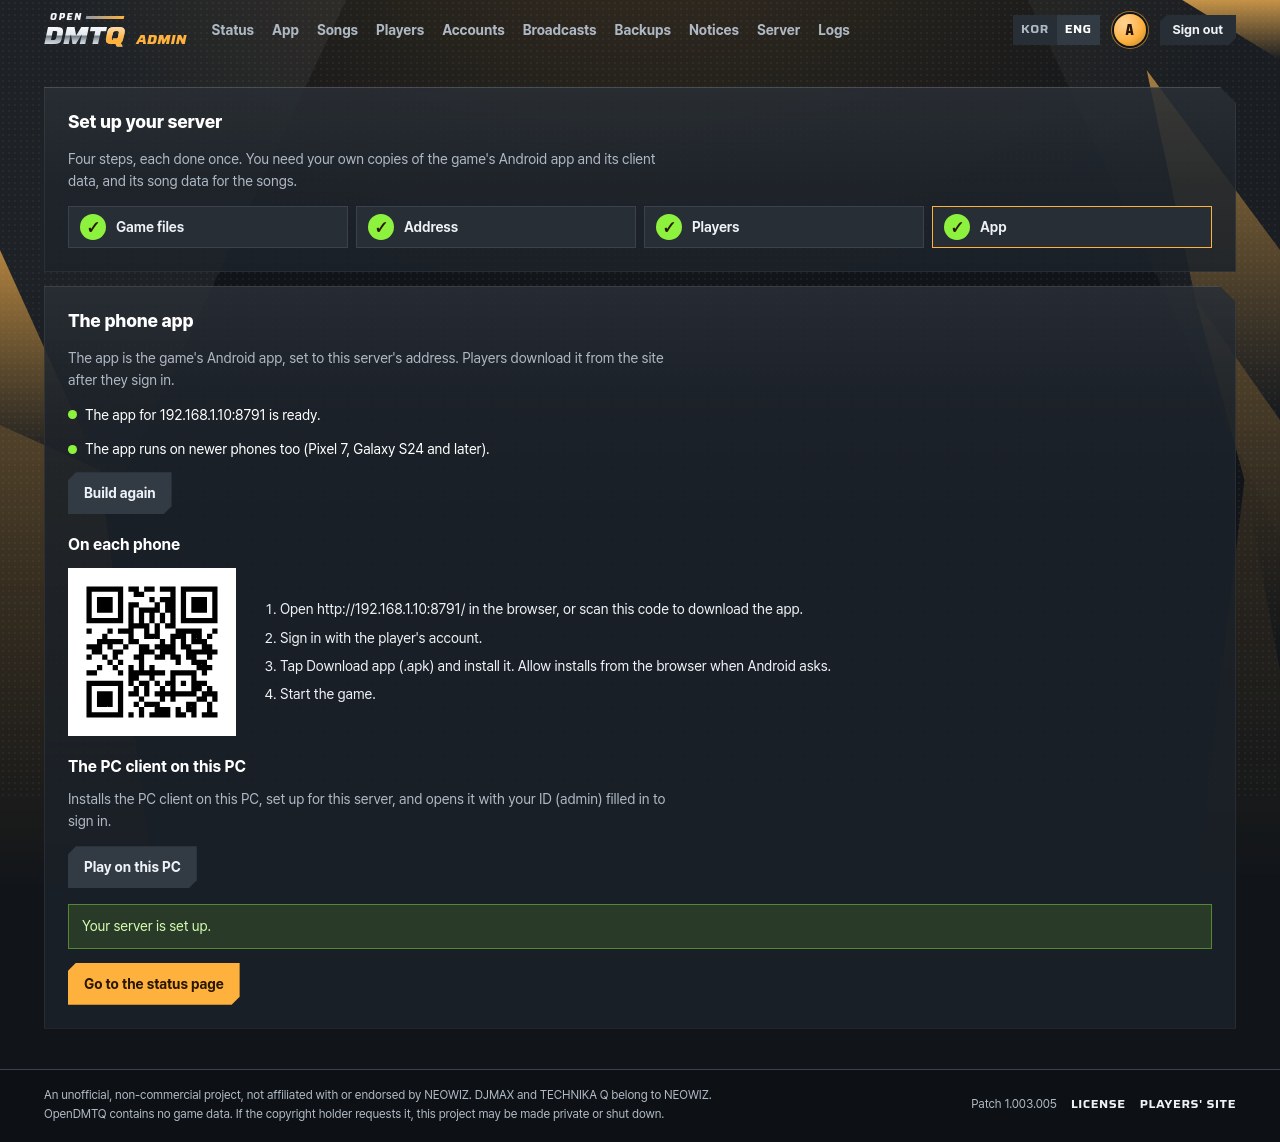 OPEN
DMTQ ADMIN
Status App Songs Players Accounts Broadcasts Backups Notices Server Logs
KOR ENG A Sign out
Set up your server
Four steps, each done once. You need your own copies of the game's Android app and its client
data, and its song data for the songs.
✓ Game files ✓ Address ✓ Players ✓ App
The phone app
The app is the game's Android app, set to this server's address. Players download it from the site
after they sign in.
The app for 192.168.1.10:8791 is ready.
The app runs on newer phones too (Pixel 7, Galaxy S24 and later).
Build again
On each phone
1. Open http://192.168.1.10:8791/ in the browser, or scan this code to download the app.
2. Sign in with the player's account.
3. Tap Download app (.apk) and install it. Allow installs from the browser when Android asks.
4. Start the game.
The PC client on this PC
Installs the PC client on this PC, set up for this server, and opens it with your ID (admin) filled in to
sign in.
Play on this PC
Your server is set up.
Go to the status page
An unofficial, non-commercial project, not affiliated with or endorsed by NEOWIZ. DJMAX and TECHNIKA Q belong to NEOWIZ.
OpenDMTQ contains no game data. If the copyright holder requests it, this project may be made private or shut down.
Patch 1.003.005 LICENSE PLAYERS' SITE